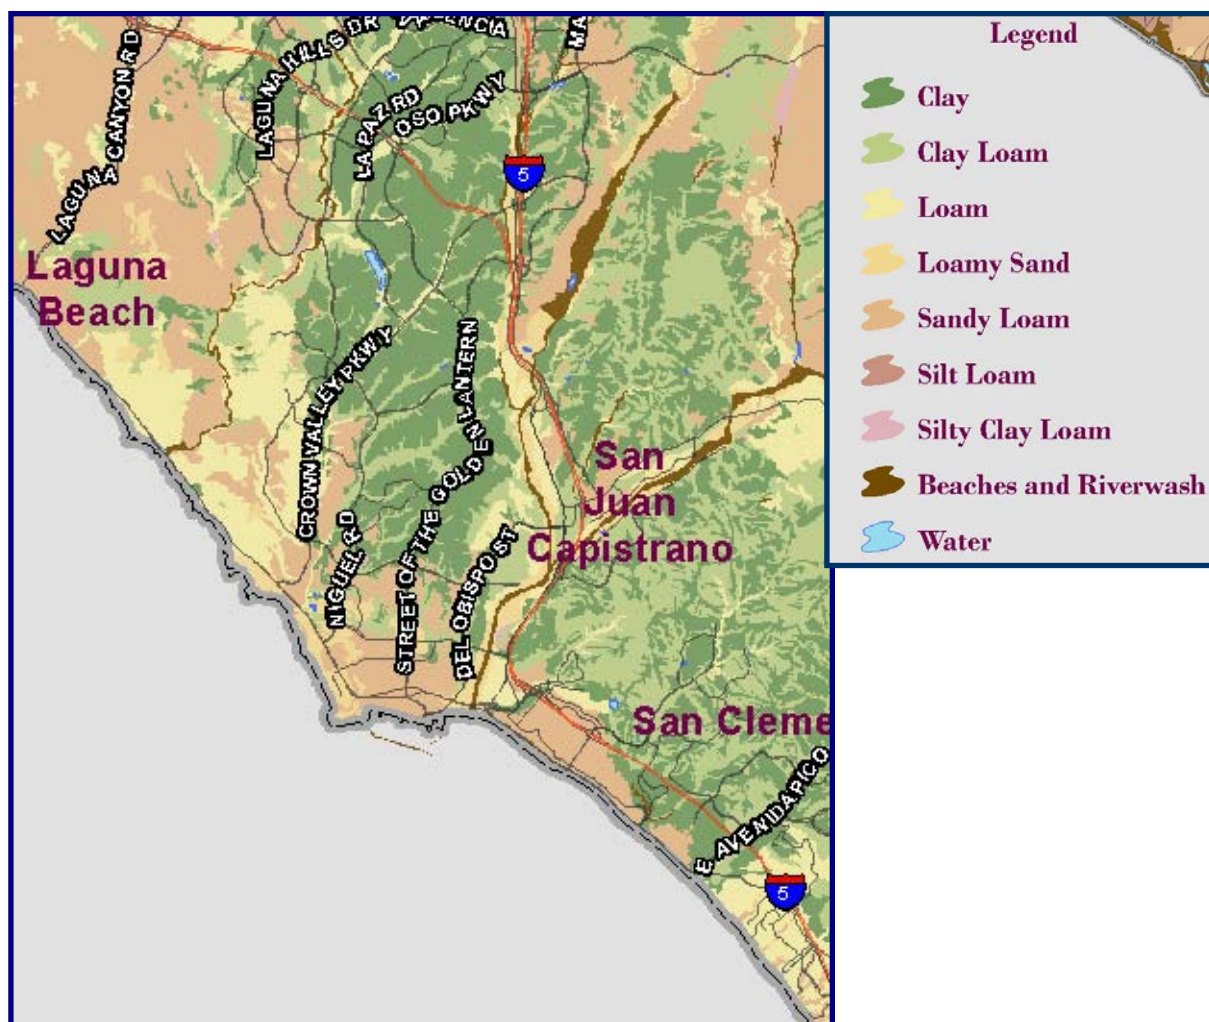 LAGUNA CANYON RD
LAGUNA HILLS DR
VALENCIA
MA
LA PAZ RD
OSO PKWY
5
Laguna
Beach
CROWN VALLEY PKWY
STREET OF THE GOLDEN LANTERN
NIGUEL RD
DEL OBISPO ST
San
Juan
Capistrano
San Cleme
E AVENIDA PICO
5
Legend
Clay
Clay Loam
Loam
Loamy Sand
Sandy Loam
Silt Loam
Silty Clay Loam
Beaches and Riverwash
Water